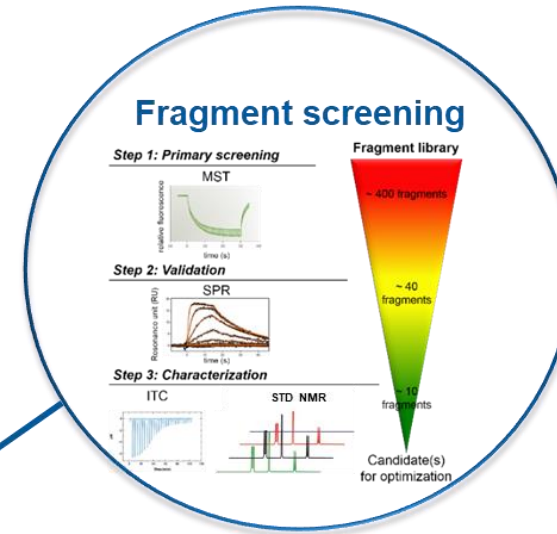 Fragment screening
Fragment library
Step 1: Primary screening
MST
relative fluorescence
time (s)
~ 400 fragments
Step 2: Validation
SPR
Resonance unit (RU)
time (s)
~ 40
fragments
Step 3: Characterization
ITC
STD NMR
~ 10
fragments
Candidate(s)
for optimization